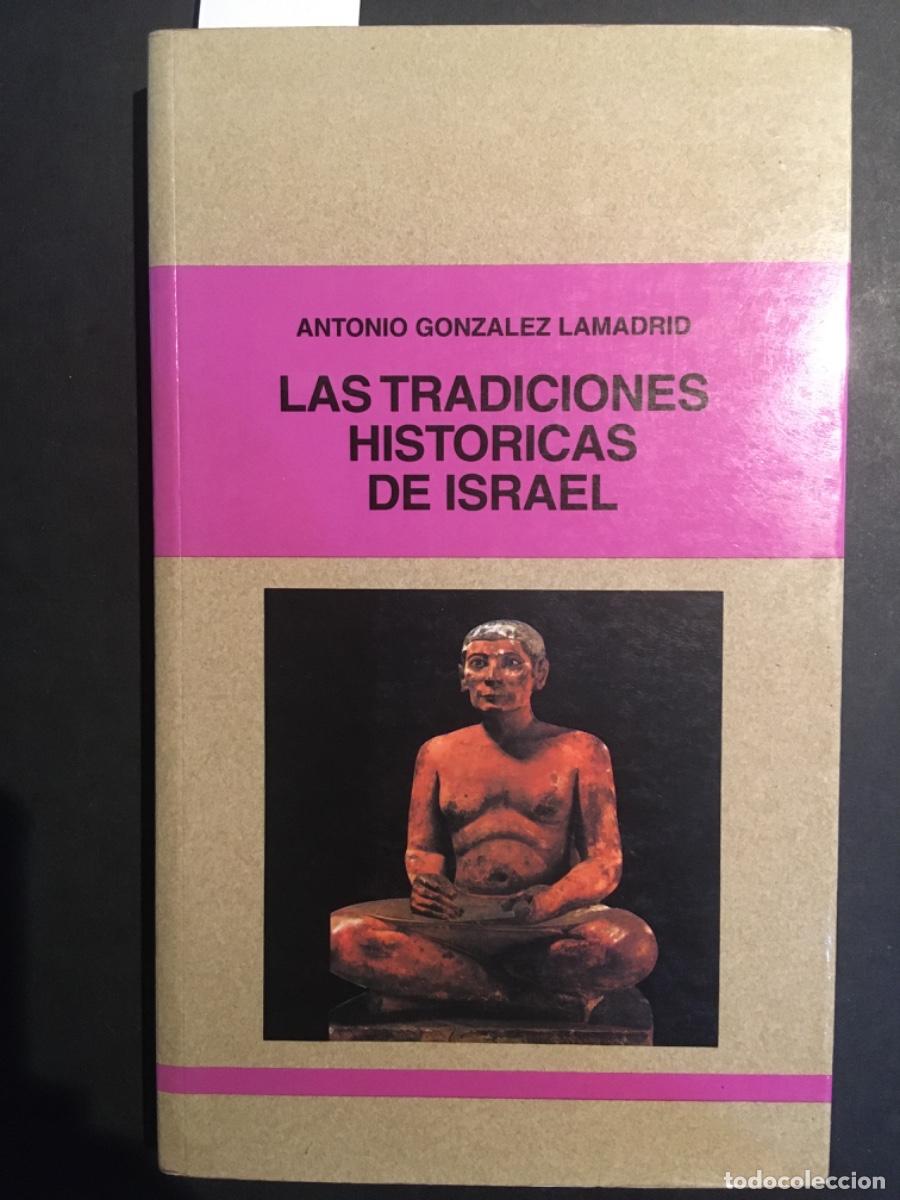 ANTONIO GONZALEZ LAMADRID
LAS TRADICIONES
HISTORICAS
DE ISRAEL
todocoleccion